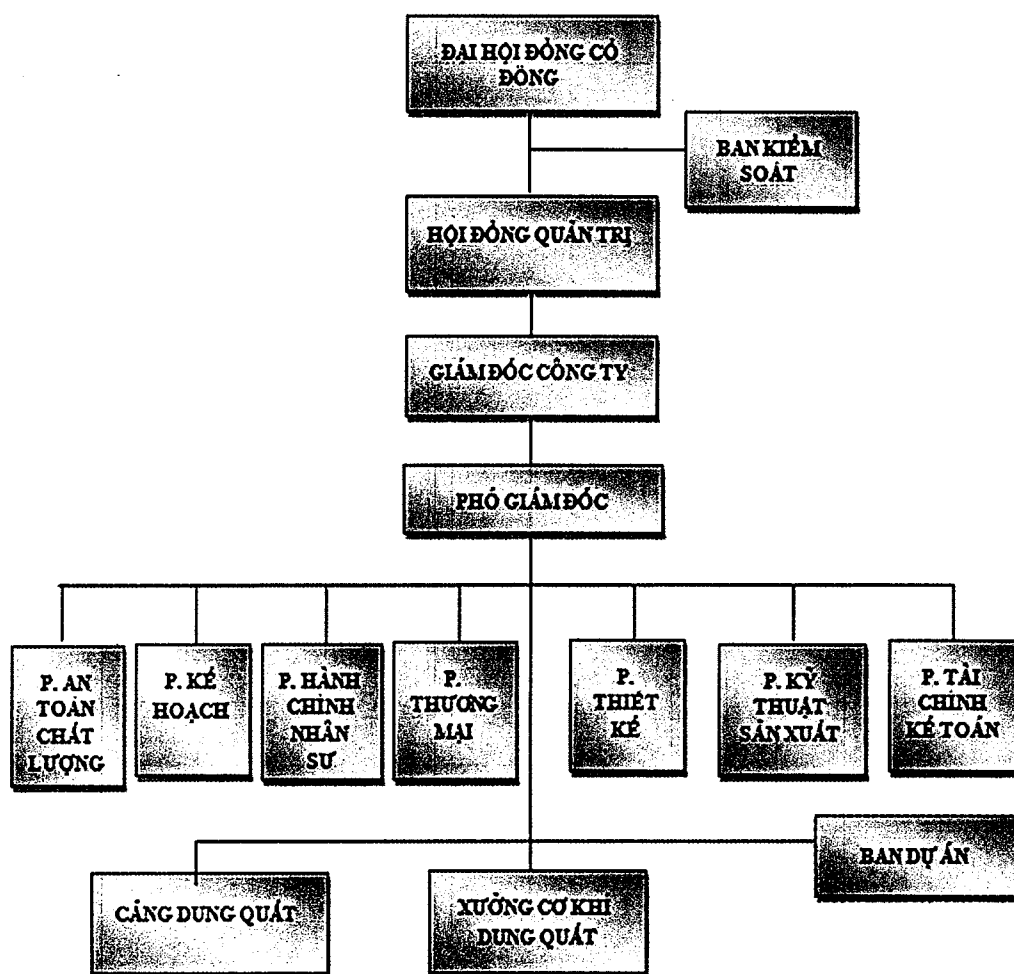 ĐẠI HỘI ĐỒNG CỔ
ĐÔNG
BAN KIỂM
SOÁT
HỘI ĐỒNG QUẢN TRỊ
GIÁM ĐỐC CÔNG TY
PHÓ GIÁM ĐỐC
P. AN
TOÀN
CHẤT
LƯỢNG
P. KẾ
HOẠCH
P. HÀNH
CHÍNH
NHÂN
SỰ
P.
THƯƠNG
MẠI
P.
THIẾT
KẾ
P. KỸ
THUẬT
SẢN XUẤT
P. TÀI
CHÍNH
KẾ TOÁN
BAN DỰ ÁN
CẢNG DUNG QUẤT
XƯỞNG CƠ KHÍ
DUNG QUẤT